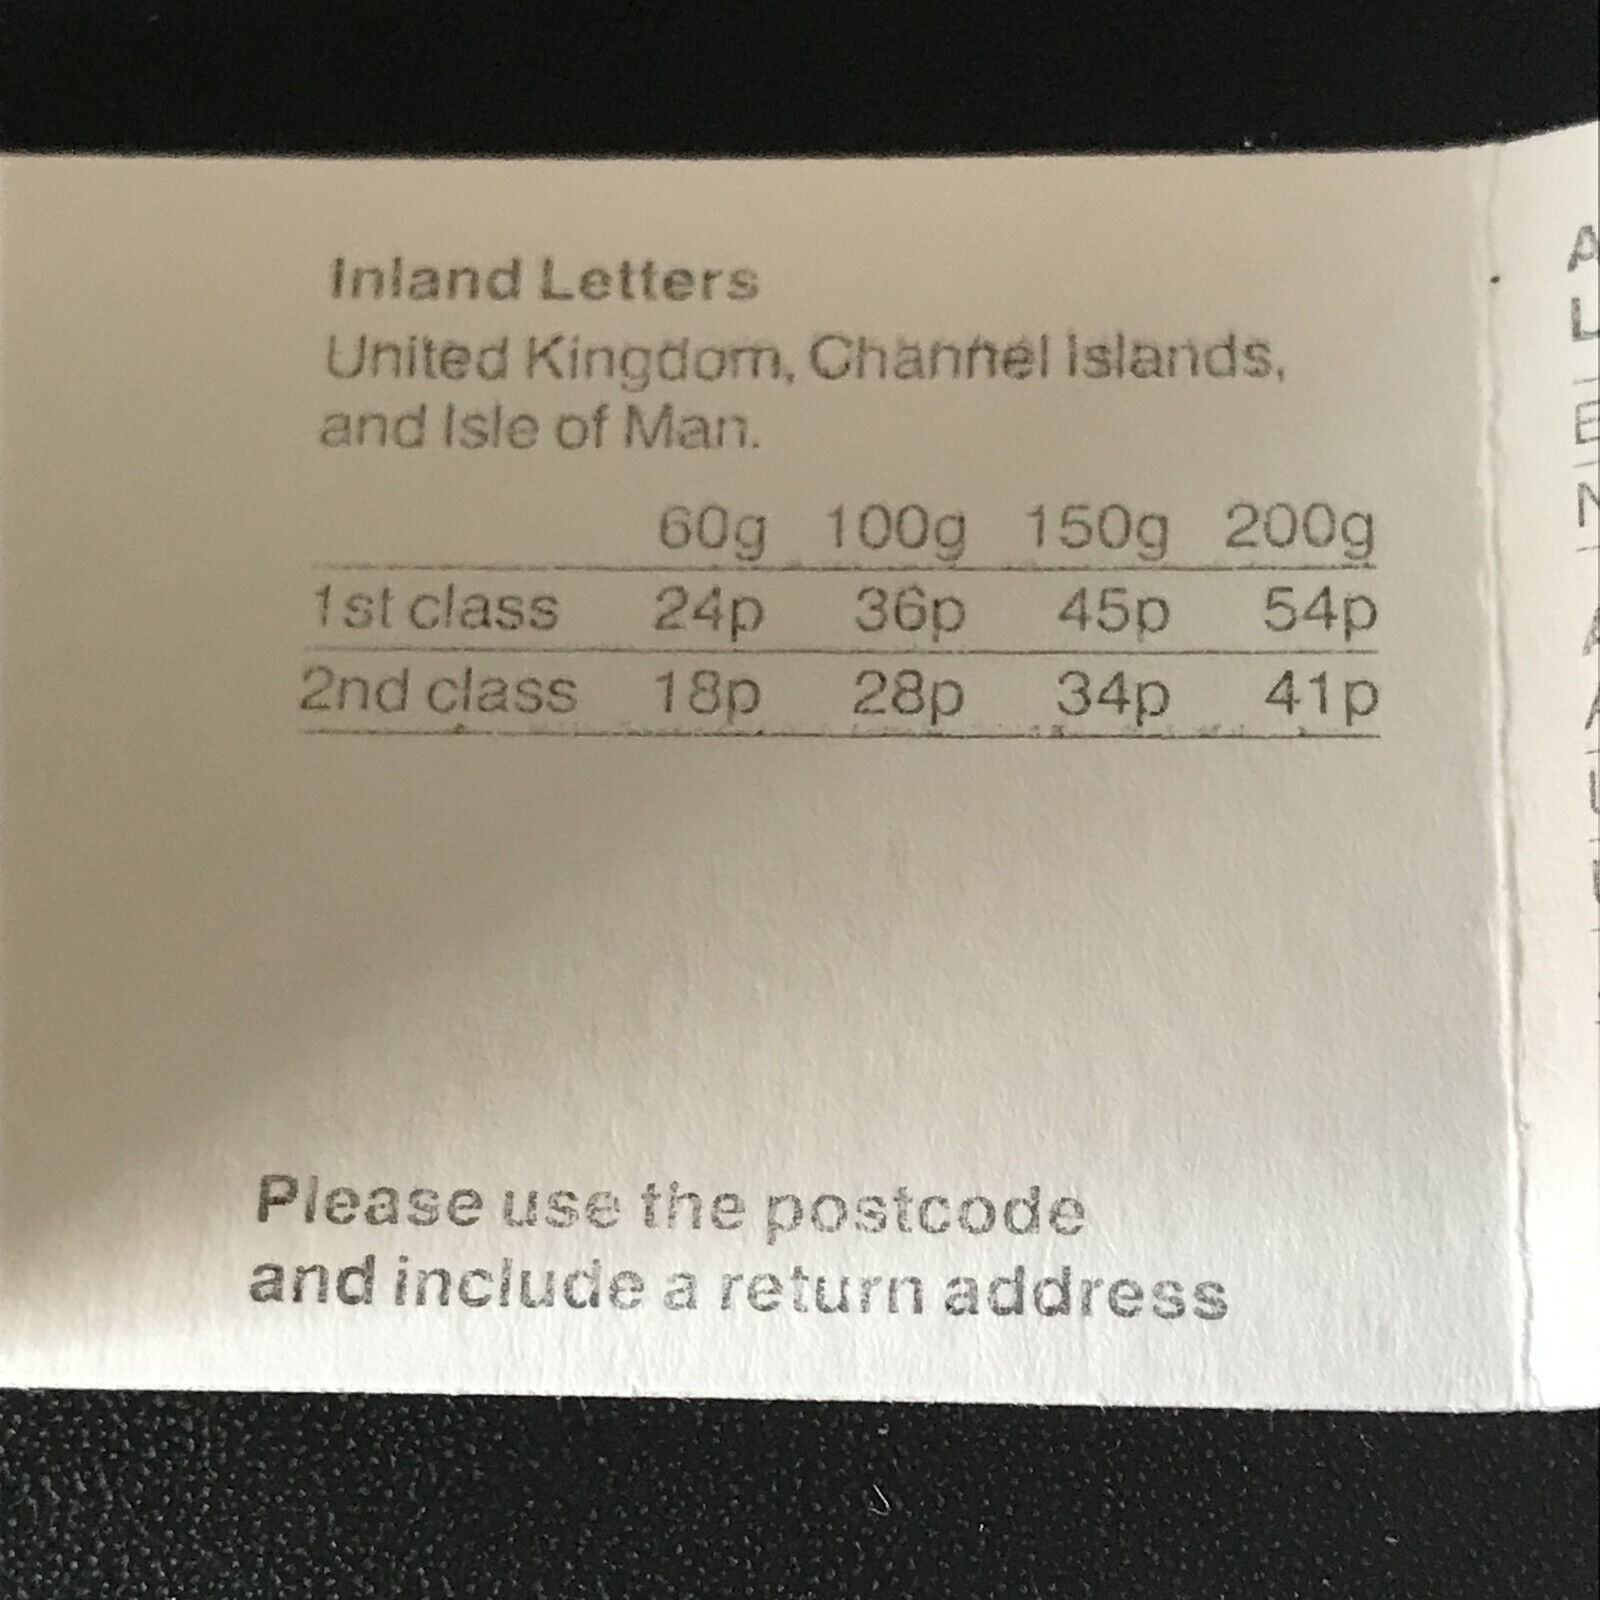 Inland Letters
United Kingdom, Channel Islands,
and Isle of Man.
60g 100g 150g 200g
1st class 24p 36p 45p 54p
2nd class 18p 28p 34p 41p
Please use the postcode
and include a return address